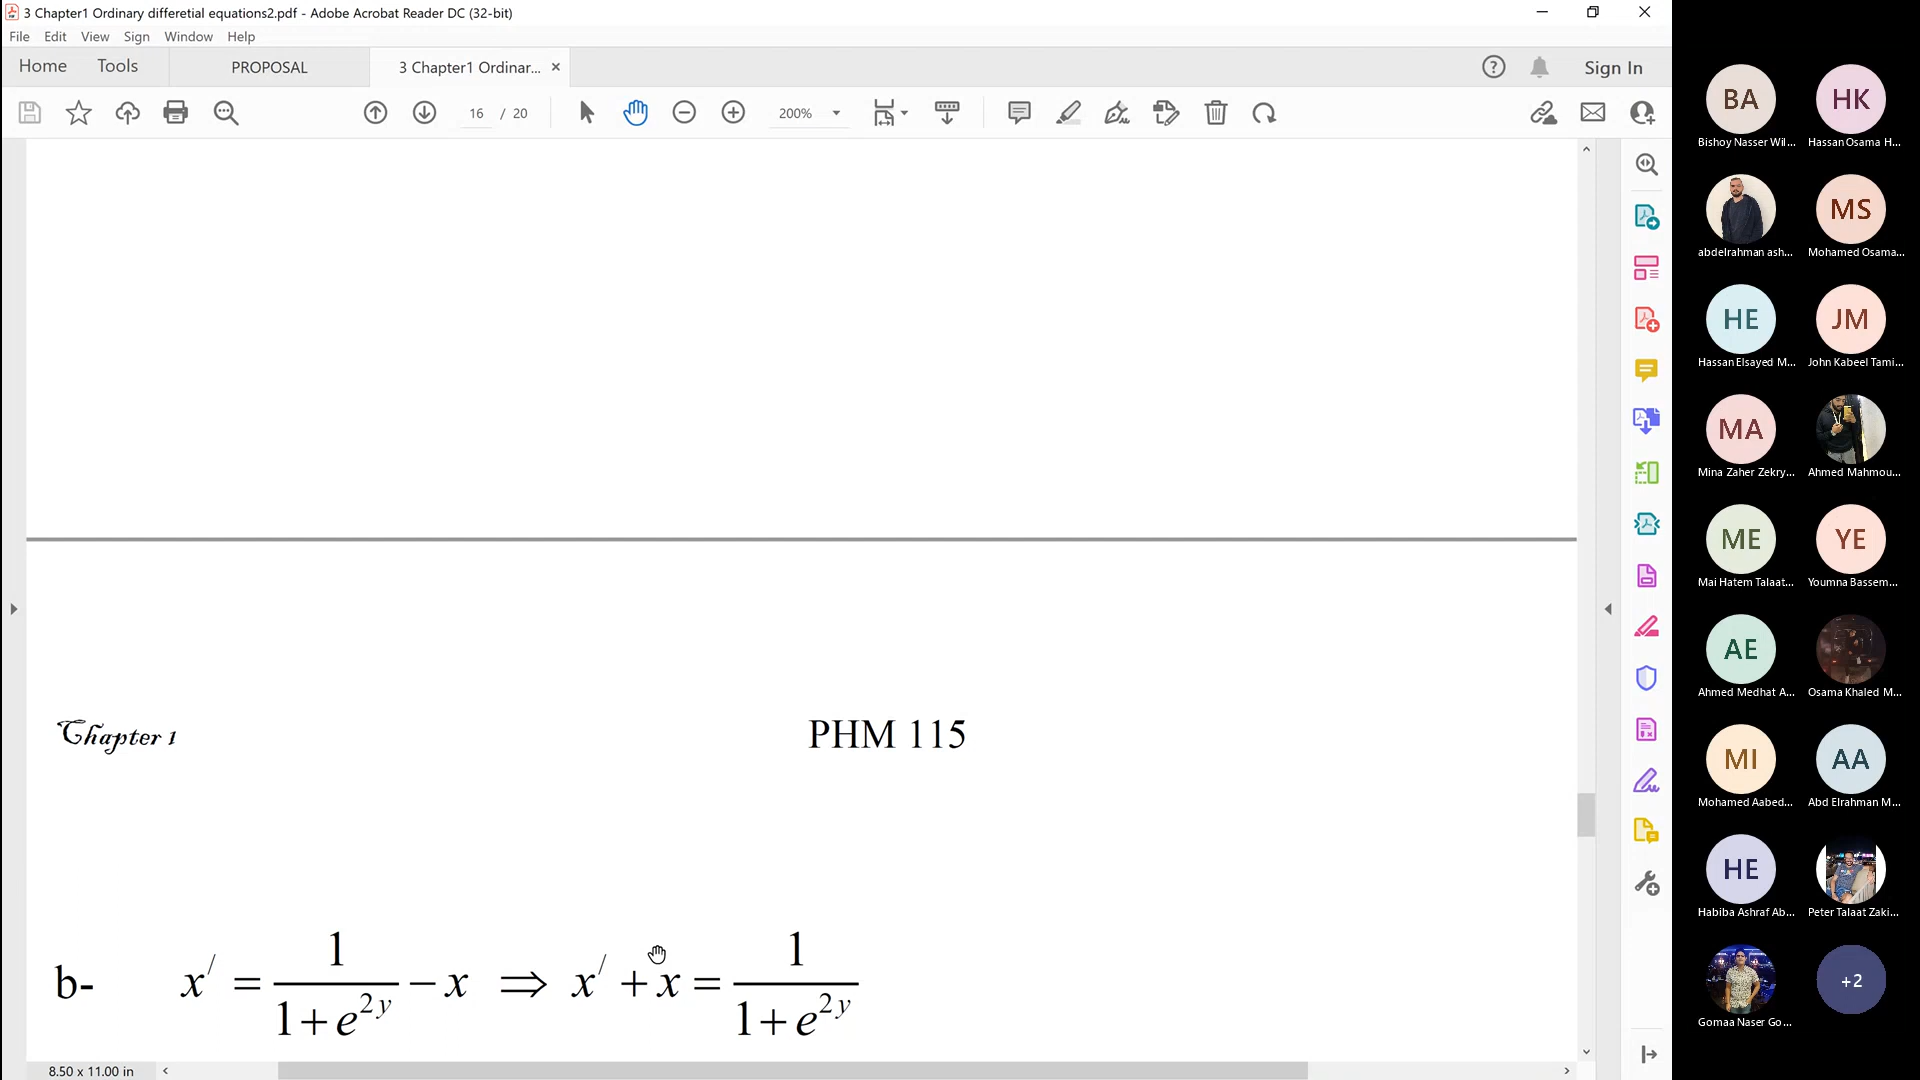 3 Chapter1 Ordinary differetial equations2.pdf - Adobe Acrobat Reader DC (32-bit)
File Edit View Sign Window Help
Home Tools PROPOSAL 3 Chapter1 Ordinar... × Sign In
16 / 20 200%
Chapter 1 PHM 115
b- x′ = 1/(1+e^{2y}) − x ⟹ x′ + x = 1/(1+e^{2y})
8.50 x 11.00 in
BA HK
Bishoy Nasser Wil... Hassan Osama H...
MS
abdelrahman ash... Mohamed Osama...
HE JM
Hassan Elsayed M... John Kabeel Tami...
MA
Mina Zaher Zekry... Ahmed Mahmou...
ME YE
Mai Hatem Talaat... Youmna Bassem...
AE
Ahmed Medhat A... Osama Khaled M...
MI AA
Mohamed Aabed... Abd Elrahman M...
HE
Habiba Ashraf Ab... Peter Talaat Zaki...
+2
Gomaa Naser Go...